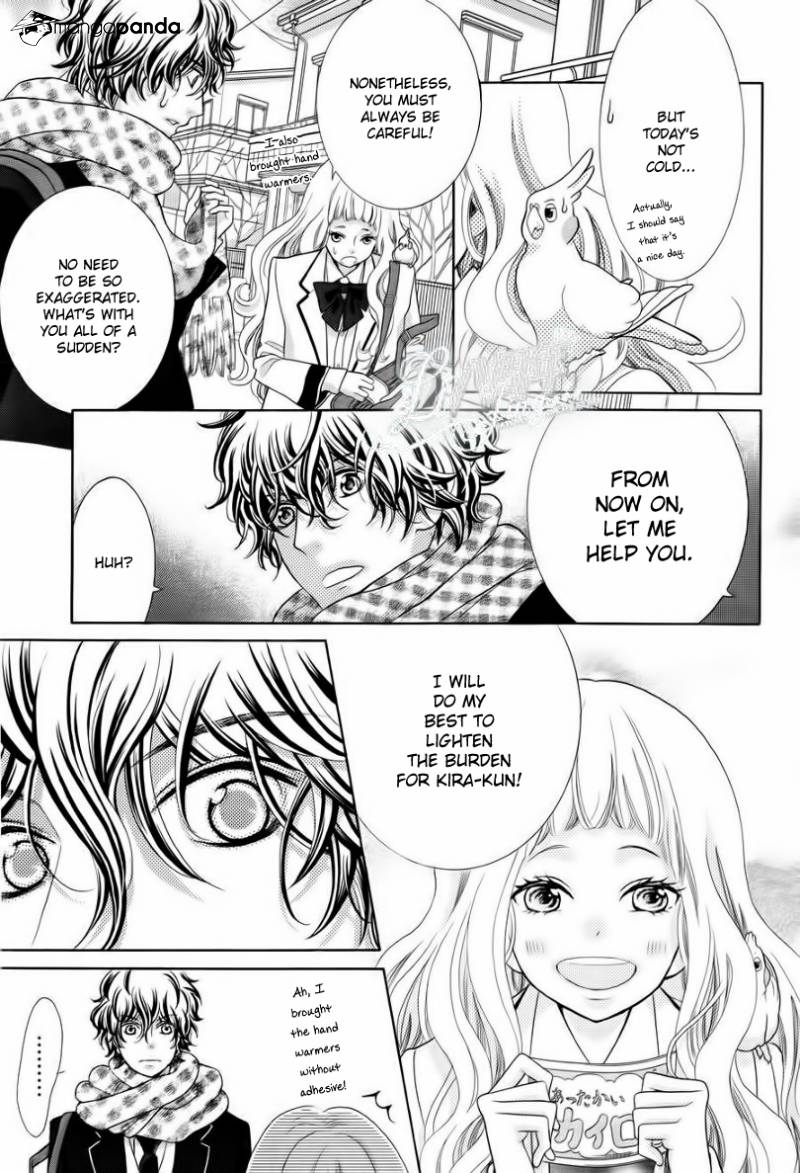 mangapanda
BUT
TODAY'S
NOT
COLD...
Actually,
I should say
that it's
a nice day.
NONETHELESS,
YOU MUST
ALWAYS BE
CAREFUL!
I also
brought hand
warmers.
NO NEED
TO BE SO
EXAGGERATED.
WHAT'S WITH
YOU ALL OF A
SUDDEN?
FROM
NOW ON,
LET ME
HELP YOU.
HUH?
I WILL
DO MY
BEST TO
LIGHTEN
THE BURDEN
FOR KIRA-KUN!
あったかい
カイロ
Ah, I
brought
the hand
warmers
without
adhesive!
.........